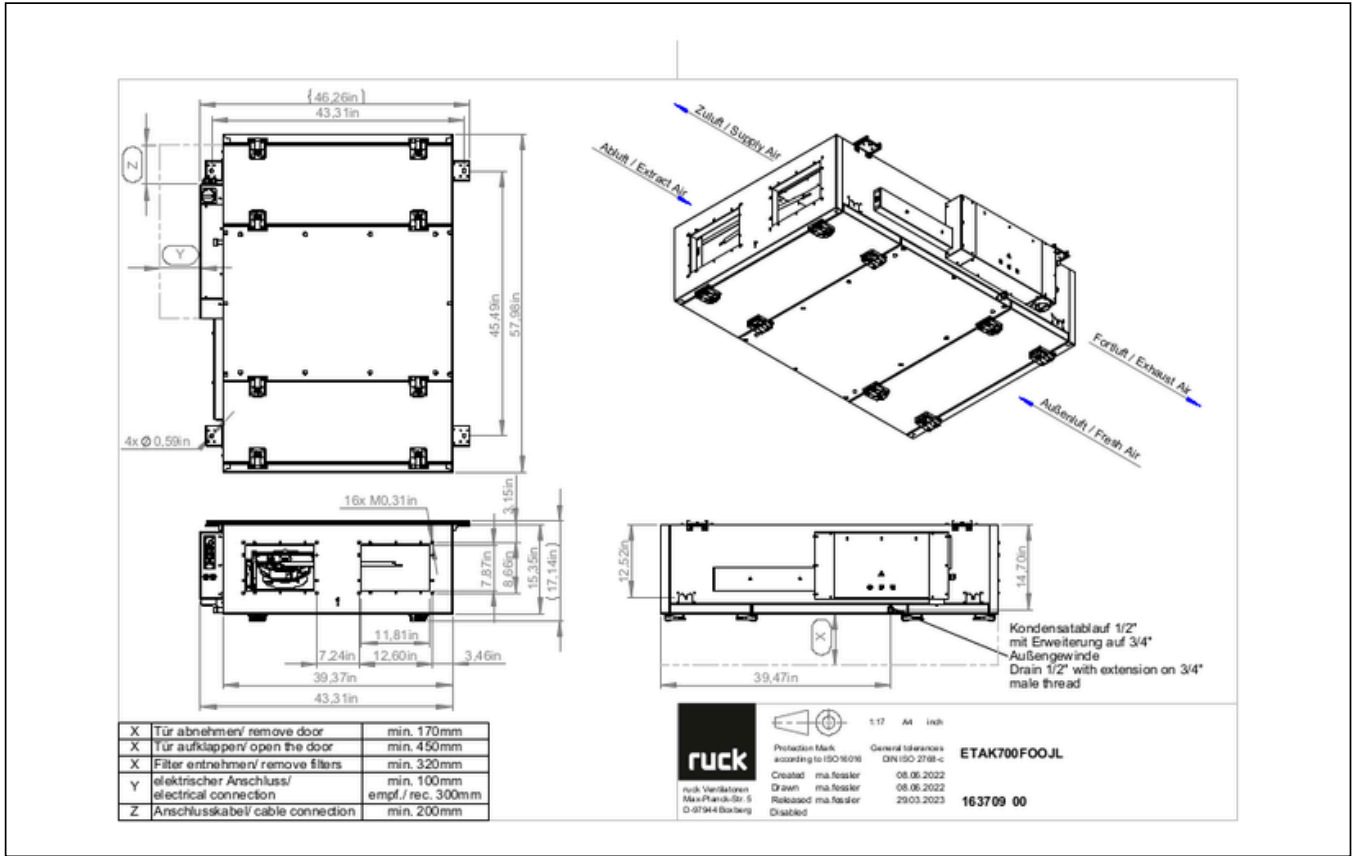 { 46,26in }
43,31in
Z
Y
45,49in
57,98in
4x Ø 0,59in
Zuluft / Supply Air
Abluft / Extract Air
Fortluft / Exhaust Air
Außenluft / Fresh Air
16x M0,31in
3,15in
7,87in
8,66in
15,35in
( 17,14in )
1
11,81in
7,24in
12,60in
3,46in
39,37in
43,31in
12,52in
14,70in
X
39,47in
Kondensatablauf 1/2"
mit Erweiterung auf 3/4"
Außengewinde
Drain 1/2" with extension on 3/4"
male thread
X Tür abnehmen/ remove door min. 170mm
X Tür aufklappen/ open the door min. 450mm
X Filter entnehmen/ remove filters min. 320mm
Y elektrischer Anschluss/ electrical connection min. 100mm empf./ rec. 300mm
Z Anschlusskabel/ cable connection min. 200mm
ruck
ruck Ventilatoren
Max-Planck-Str. 5
D-97944 Boxberg
1:17 A4 inch
Protection Mark according to ISO16016
General tolerances DIN ISO 2768-c
ETAK700FOOJL
Created ma.fessler 08.06.2022
Drawn ma.fessler 08.06.2022
Released ma.fessler 29.03.2023
Disabled
163709 00